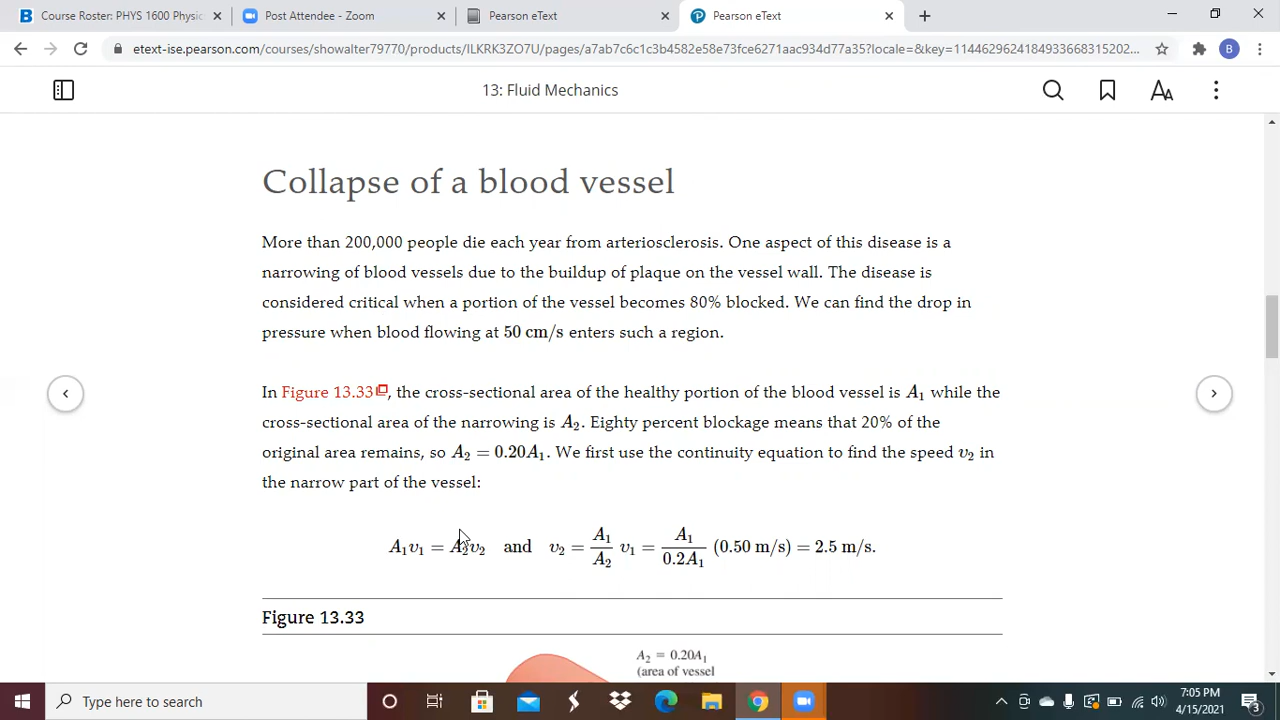 Course Roster: PHYS 1600 Physic
Post Attendee - Zoom
Pearson eText
Pearson eText
etext-ise.pearson.com/courses/showalter79770/products/ILKRK3ZO7U/pages/a7ab7c6c1c3b4582e58e73fce6271aac934d77a35?locale=&key=11446296241849336683152​02...
B
13: Fluid Mechanics
Collapse of a blood vessel
More than 200,000 people die each year from arteriosclerosis. One aspect of this disease is a
narrowing of blood vessels due to the buildup of plaque on the vessel wall. The disease is
considered critical when a portion of the vessel becomes 80% blocked. We can find the drop in
pressure when blood flowing at 50 cm/s enters such a region.
In Figure 13.33, the cross-sectional area of the healthy portion of the blood vessel is A₁ while the
cross-sectional area of the narrowing is A₂. Eighty percent blockage means that 20% of the
original area remains, so A₂ = 0.20A₁. We first use the continuity equation to find the speed v₂ in
the narrow part of the vessel:
A₁v₁ = A₂v₂ and v₂ = A₁/A₂ v₁ = A₁/0.2A₁ (0.50 m/s) = 2.5 m/s.
Figure 13.33
A₂ = 0.20A₁
(area of vessel
Type here to search
7:05 PM
4/15/2021
3